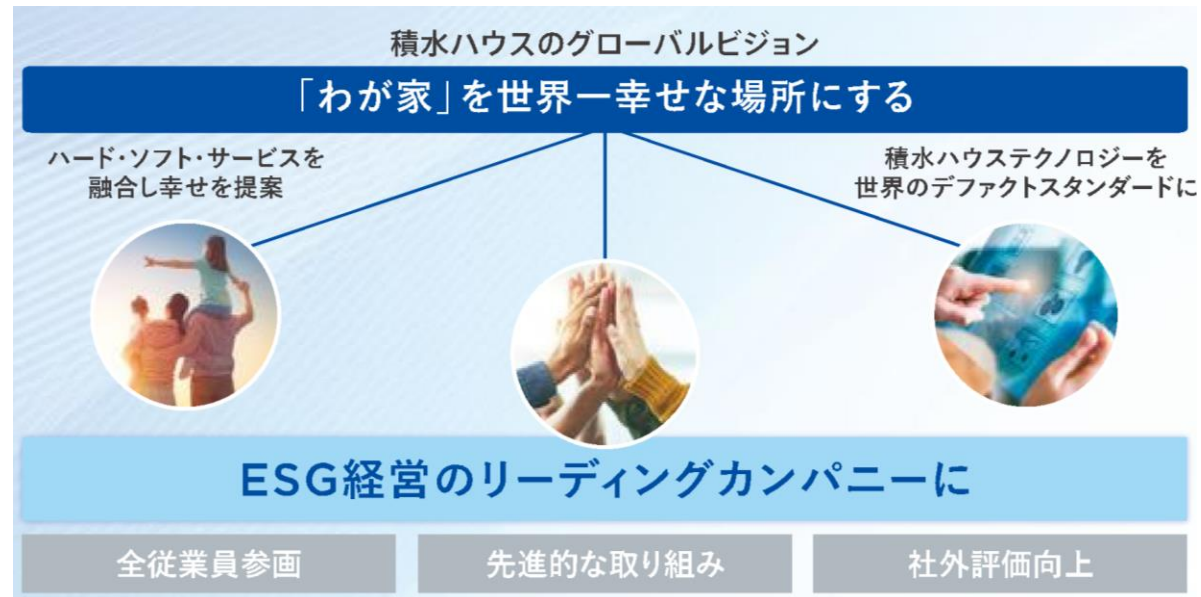 積水ハウスのグローバルビジョン
「わが家」を世界一幸せな場所にする
ハード・ソフト・サービスを
融合し幸せを提案
積水ハウステクノロジーを
世界のデファクトスタンダードに
ESG経営のリーディングカンパニーに
全従業員参画
先進的な取り組み
社外評価向上